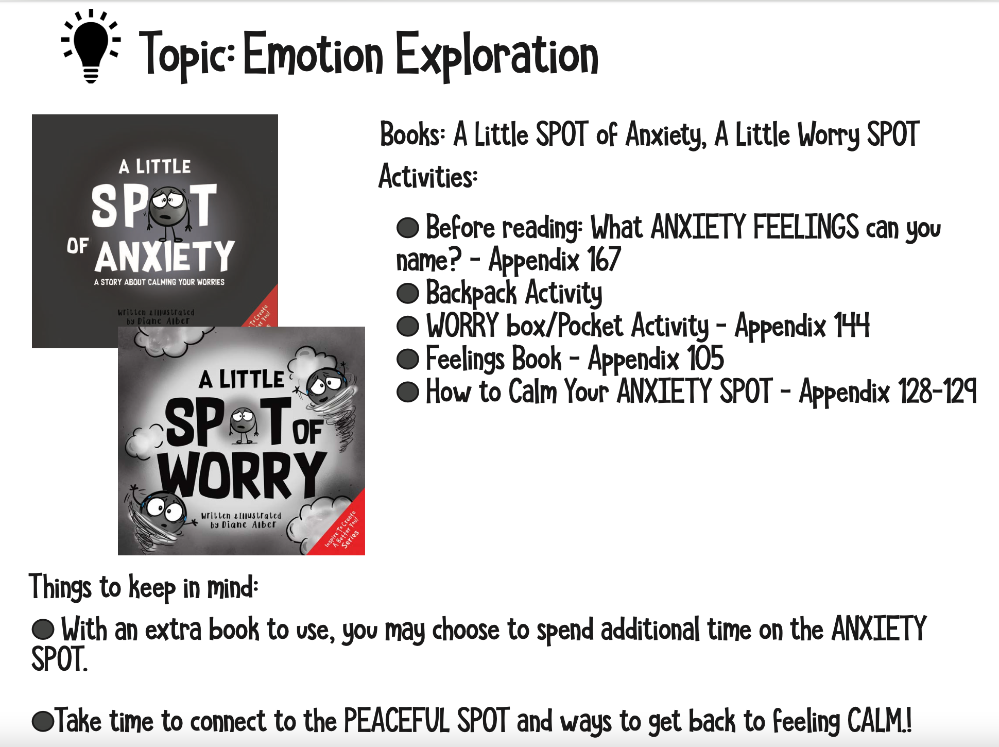 Topic: Emotion Exploration
A LITTLE
SPOT
OF ANXIETY
A STORY ABOUT CALMING YOUR WORRIES
Written & Illustrated
by Diane Alber
To Create
You!
A LITTLE
SPOT OF
WORRY
Written & Illustrated
by Diane Alber
Inspire To Create
A Better You!
Series
Books: A Little SPOT of Anxiety, A Little Worry SPOT
Activities:
● Before reading: What ANXIETY FEELINGS can you
name? - Appendix 167
● Backpack Activity
● WORRY box/Pocket Activity - Appendix 144
● Feelings Book - Appendix 105
● How to Calm Your ANXIETY SPOT - Appendix 128-129
Things to keep in mind:
● With an extra book to use, you may choose to spend additional time on the ANXIETY
SPOT.
●Take time to connect to the PEACEFUL SPOT and ways to get back to feeling CALM.!